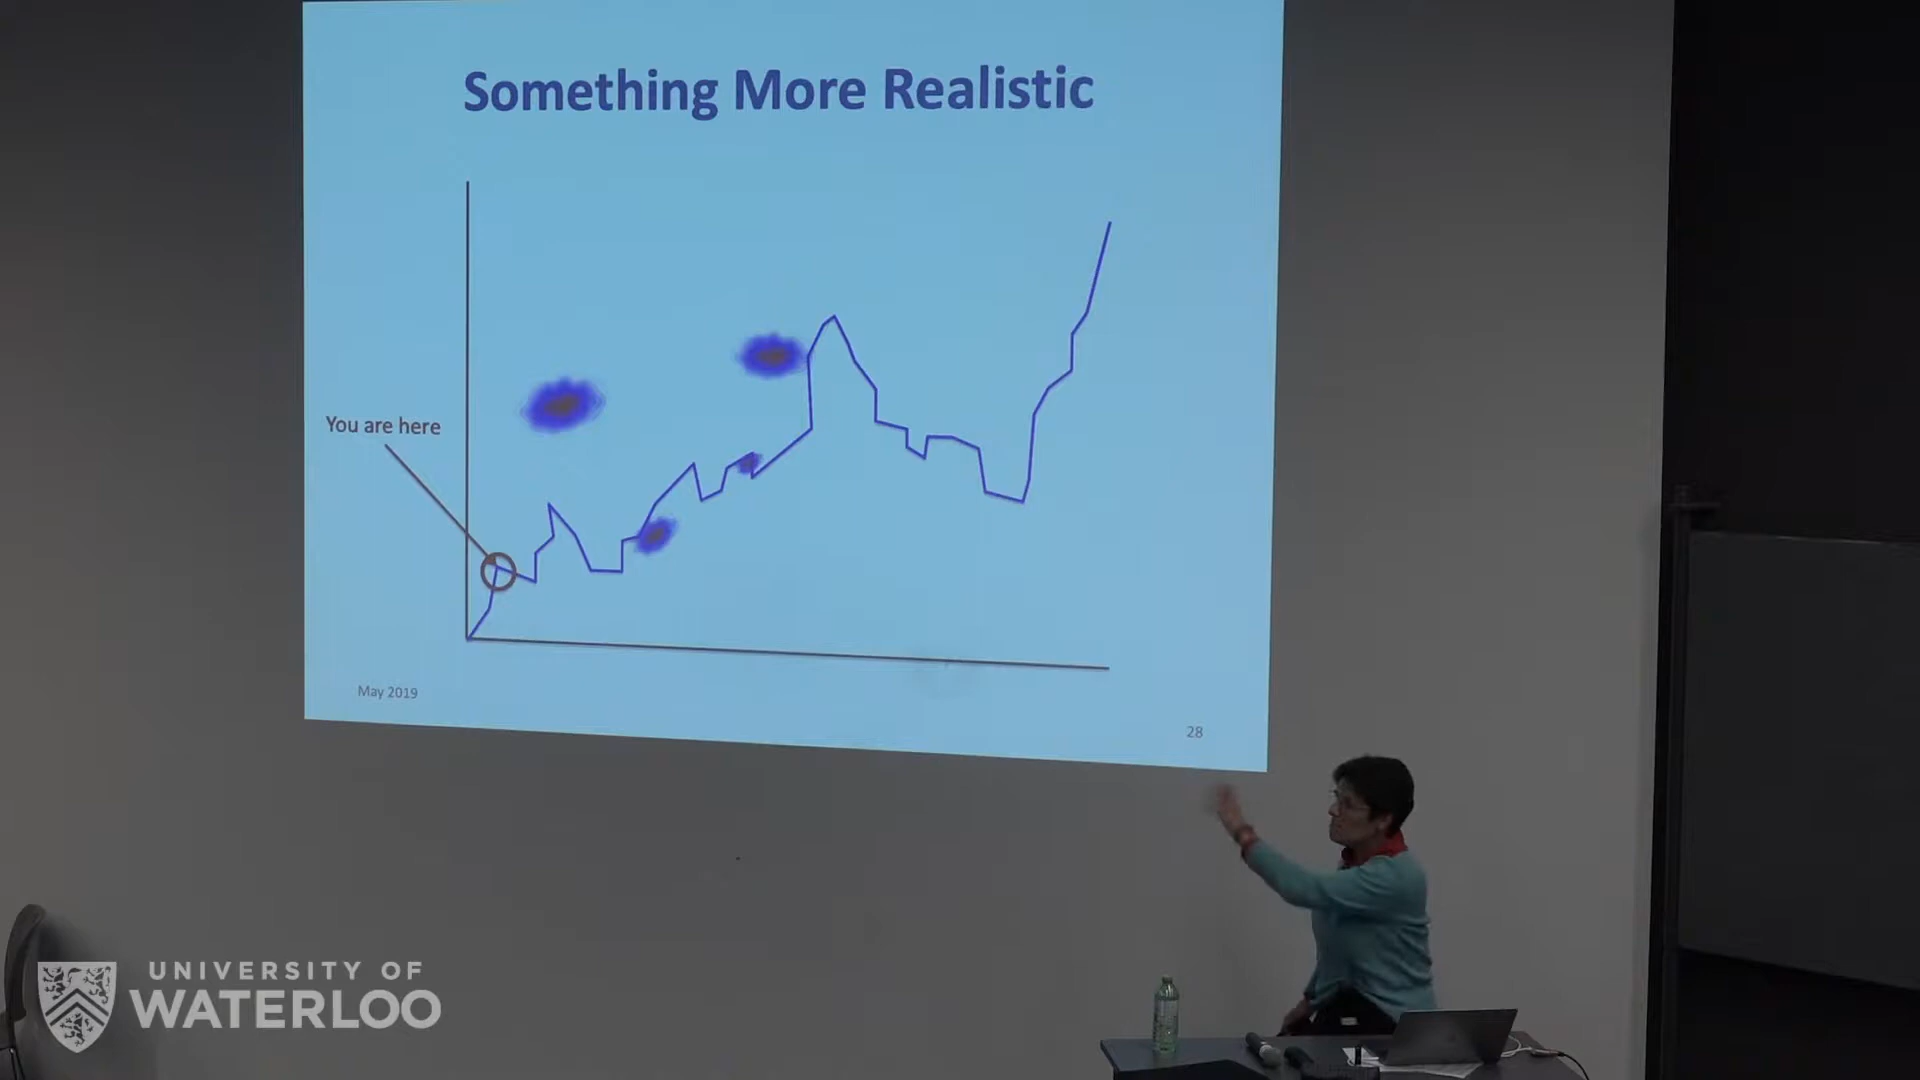 Something More Realistic
You are here
May 2019
28
UNIVERSITY OF
WATERLOO